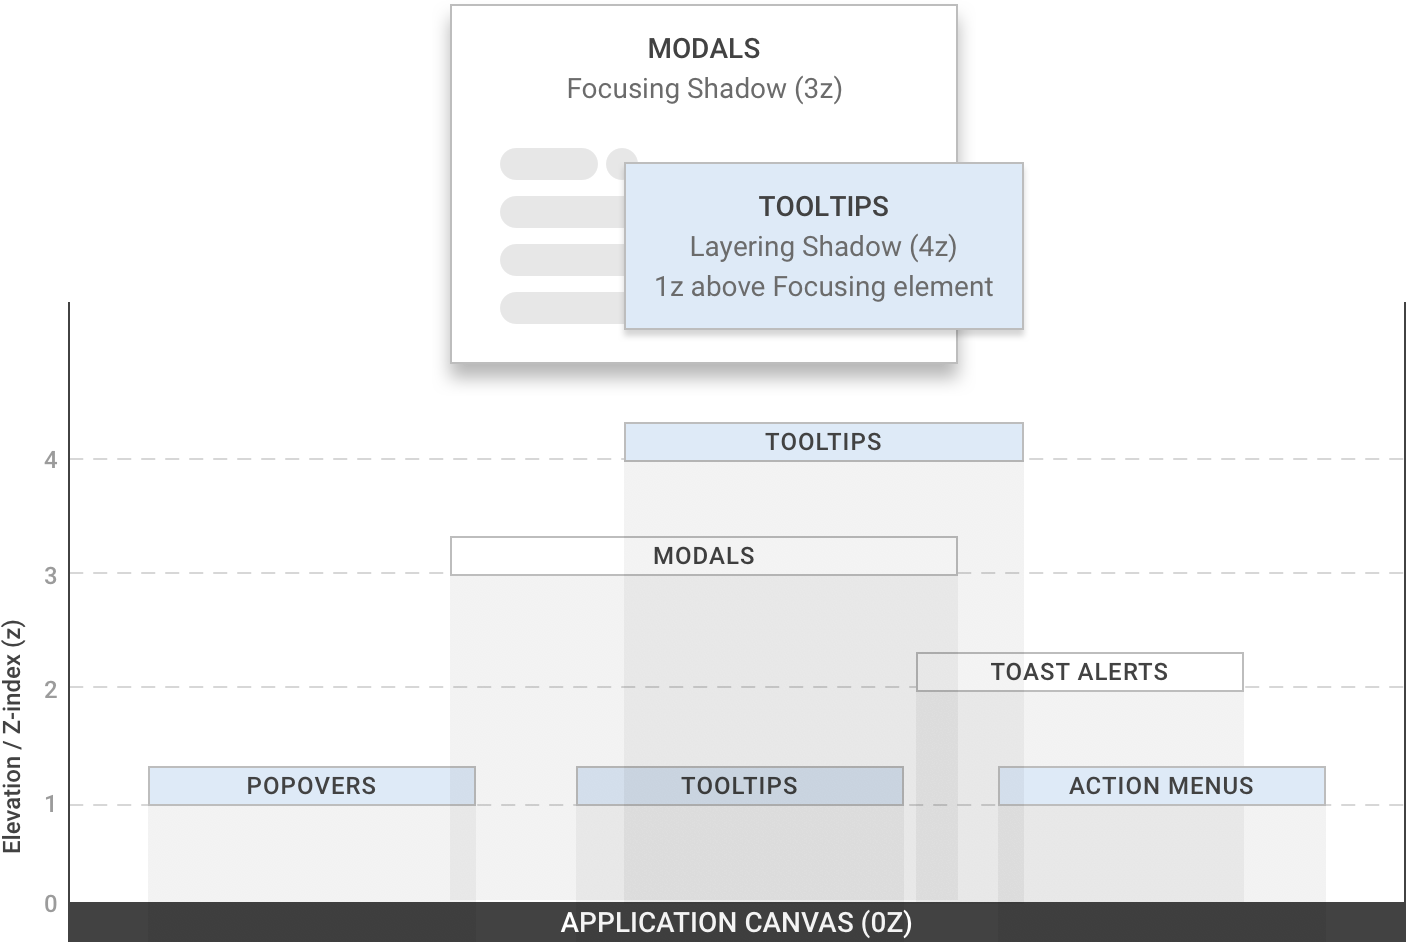 MODALS
Focusing Shadow (3z)
TOOLTIPS
Layering Shadow (4z)
1z above Focusing element
TOOLTIPS
4
MODALS
3
TOAST ALERTS
2
POPOVERS
TOOLTIPS
ACTION MENUS
1
0
APPLICATION CANVAS (0Z)
Elevation / Z-index (z)